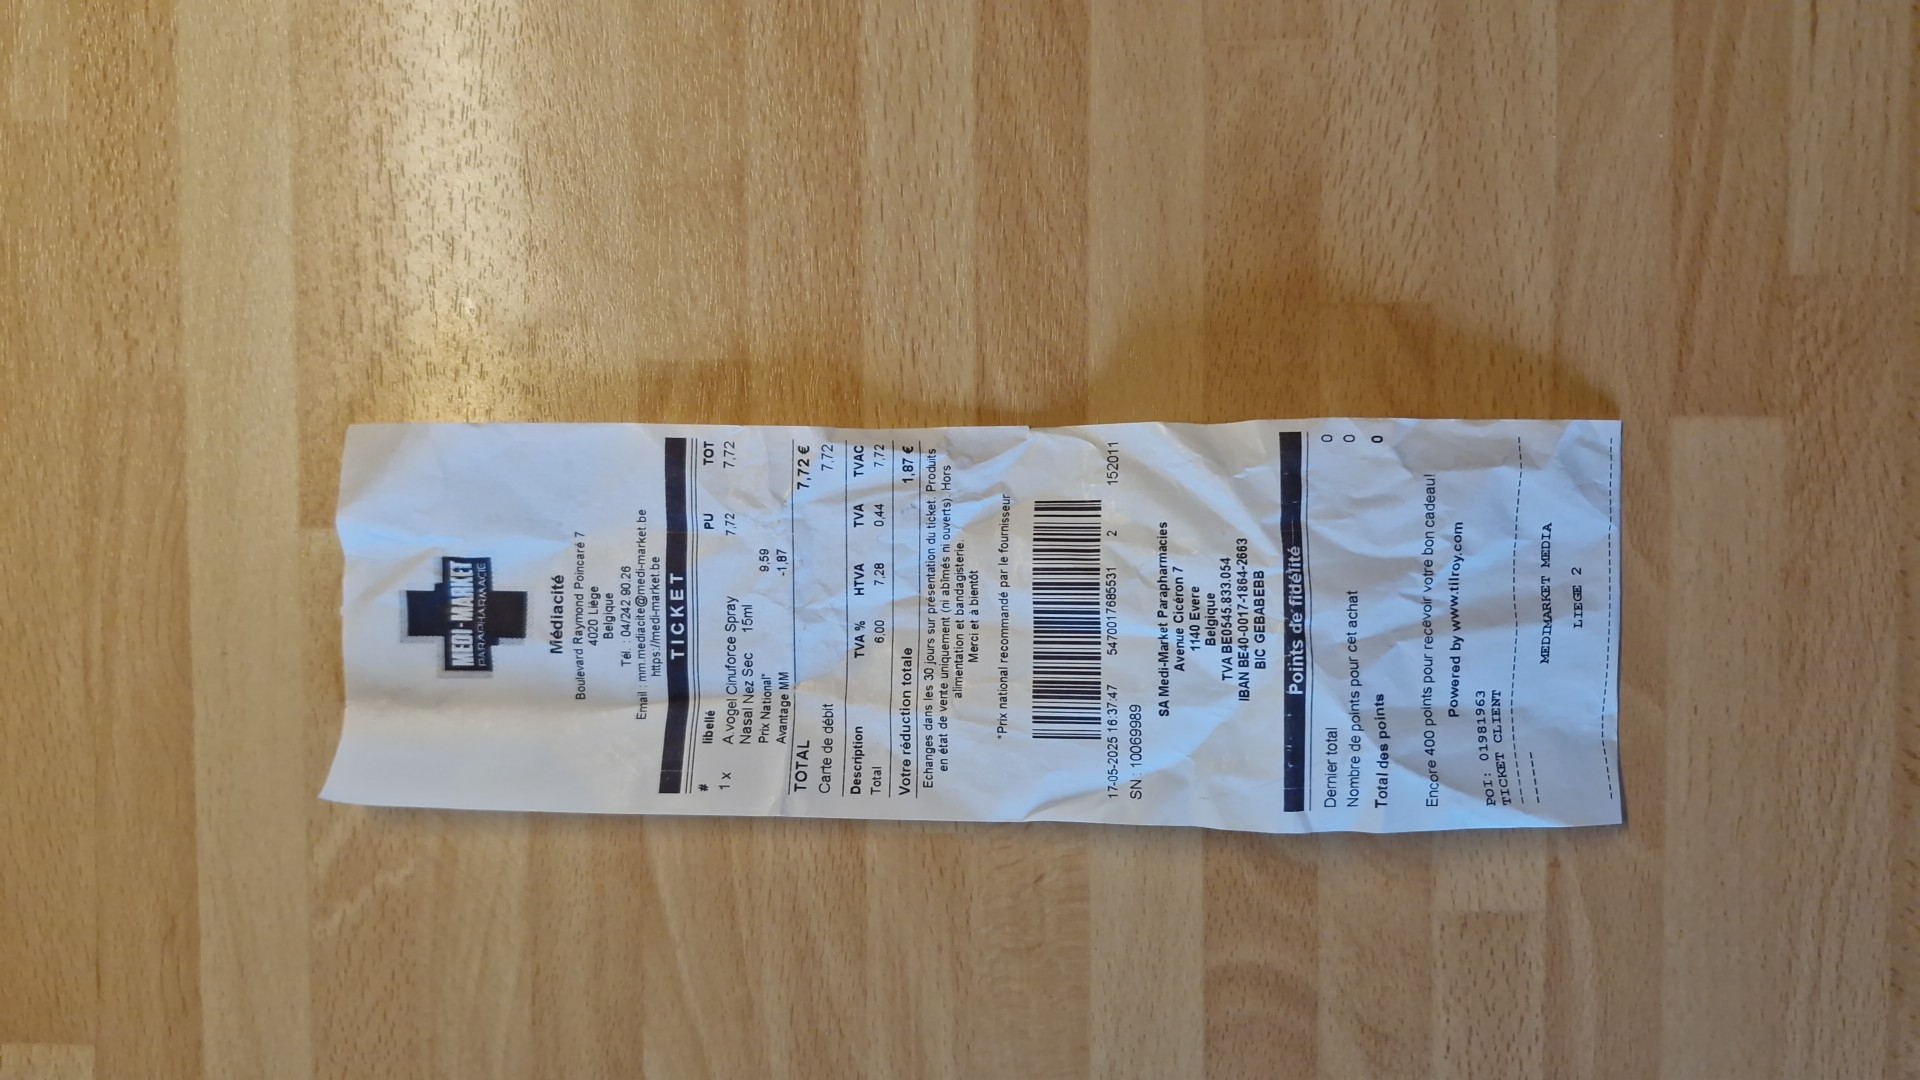 MEDI-MARKET
PARAPHARMACIE
Médiacité
Boulevard Raymond Poincaré 7
4020 Liège
Belgique
Tél. : 04/242.90.26
Email : mm.mediacite@medi-market.be
https://medi-market.be
TICKET
# libellé PU TOT
1 x A.vogel Cinuforce Spray 7,72 7,72
Nasal Nez Sec 15ml
Prix National* 9,59
Avantage MM -1,87
TOTAL 7,72 €
Carte de débit 7,72
Description TVA % HTVA TVA TVAC
Total 6,00 7,28 0,44 7,72
Votre réduction totale 1,87 €
Echanges dans les 30 jours sur présentation du ticket. Produits
en état de vente uniquement (ni abîmés ni ouverts). Hors
alimentation et bandagisterie.
Merci et à bientôt
*Prix national recommandé par le fournisseur
17-05-2025 16:37:47 5470017685531 2 152011
SN : 10069989
SA Medi-Market Parapharmacies
Avenue Cicéron 7
1140 Evere
Belgique
TVA BE0545.833.054
IBAN BE40-0017-1864-2663
BIC GEBABEBB
Points de fidélité
Dernier total 0
Nombre de points pour cet achat 0
Total des points 0
Encore 400 points pour recevoir votre bon cadeau!
Powered by www.tilroy.com
POI: 01981963
TICKET CLIENT
MEDIMARKET MEDIA
LIEGE 2